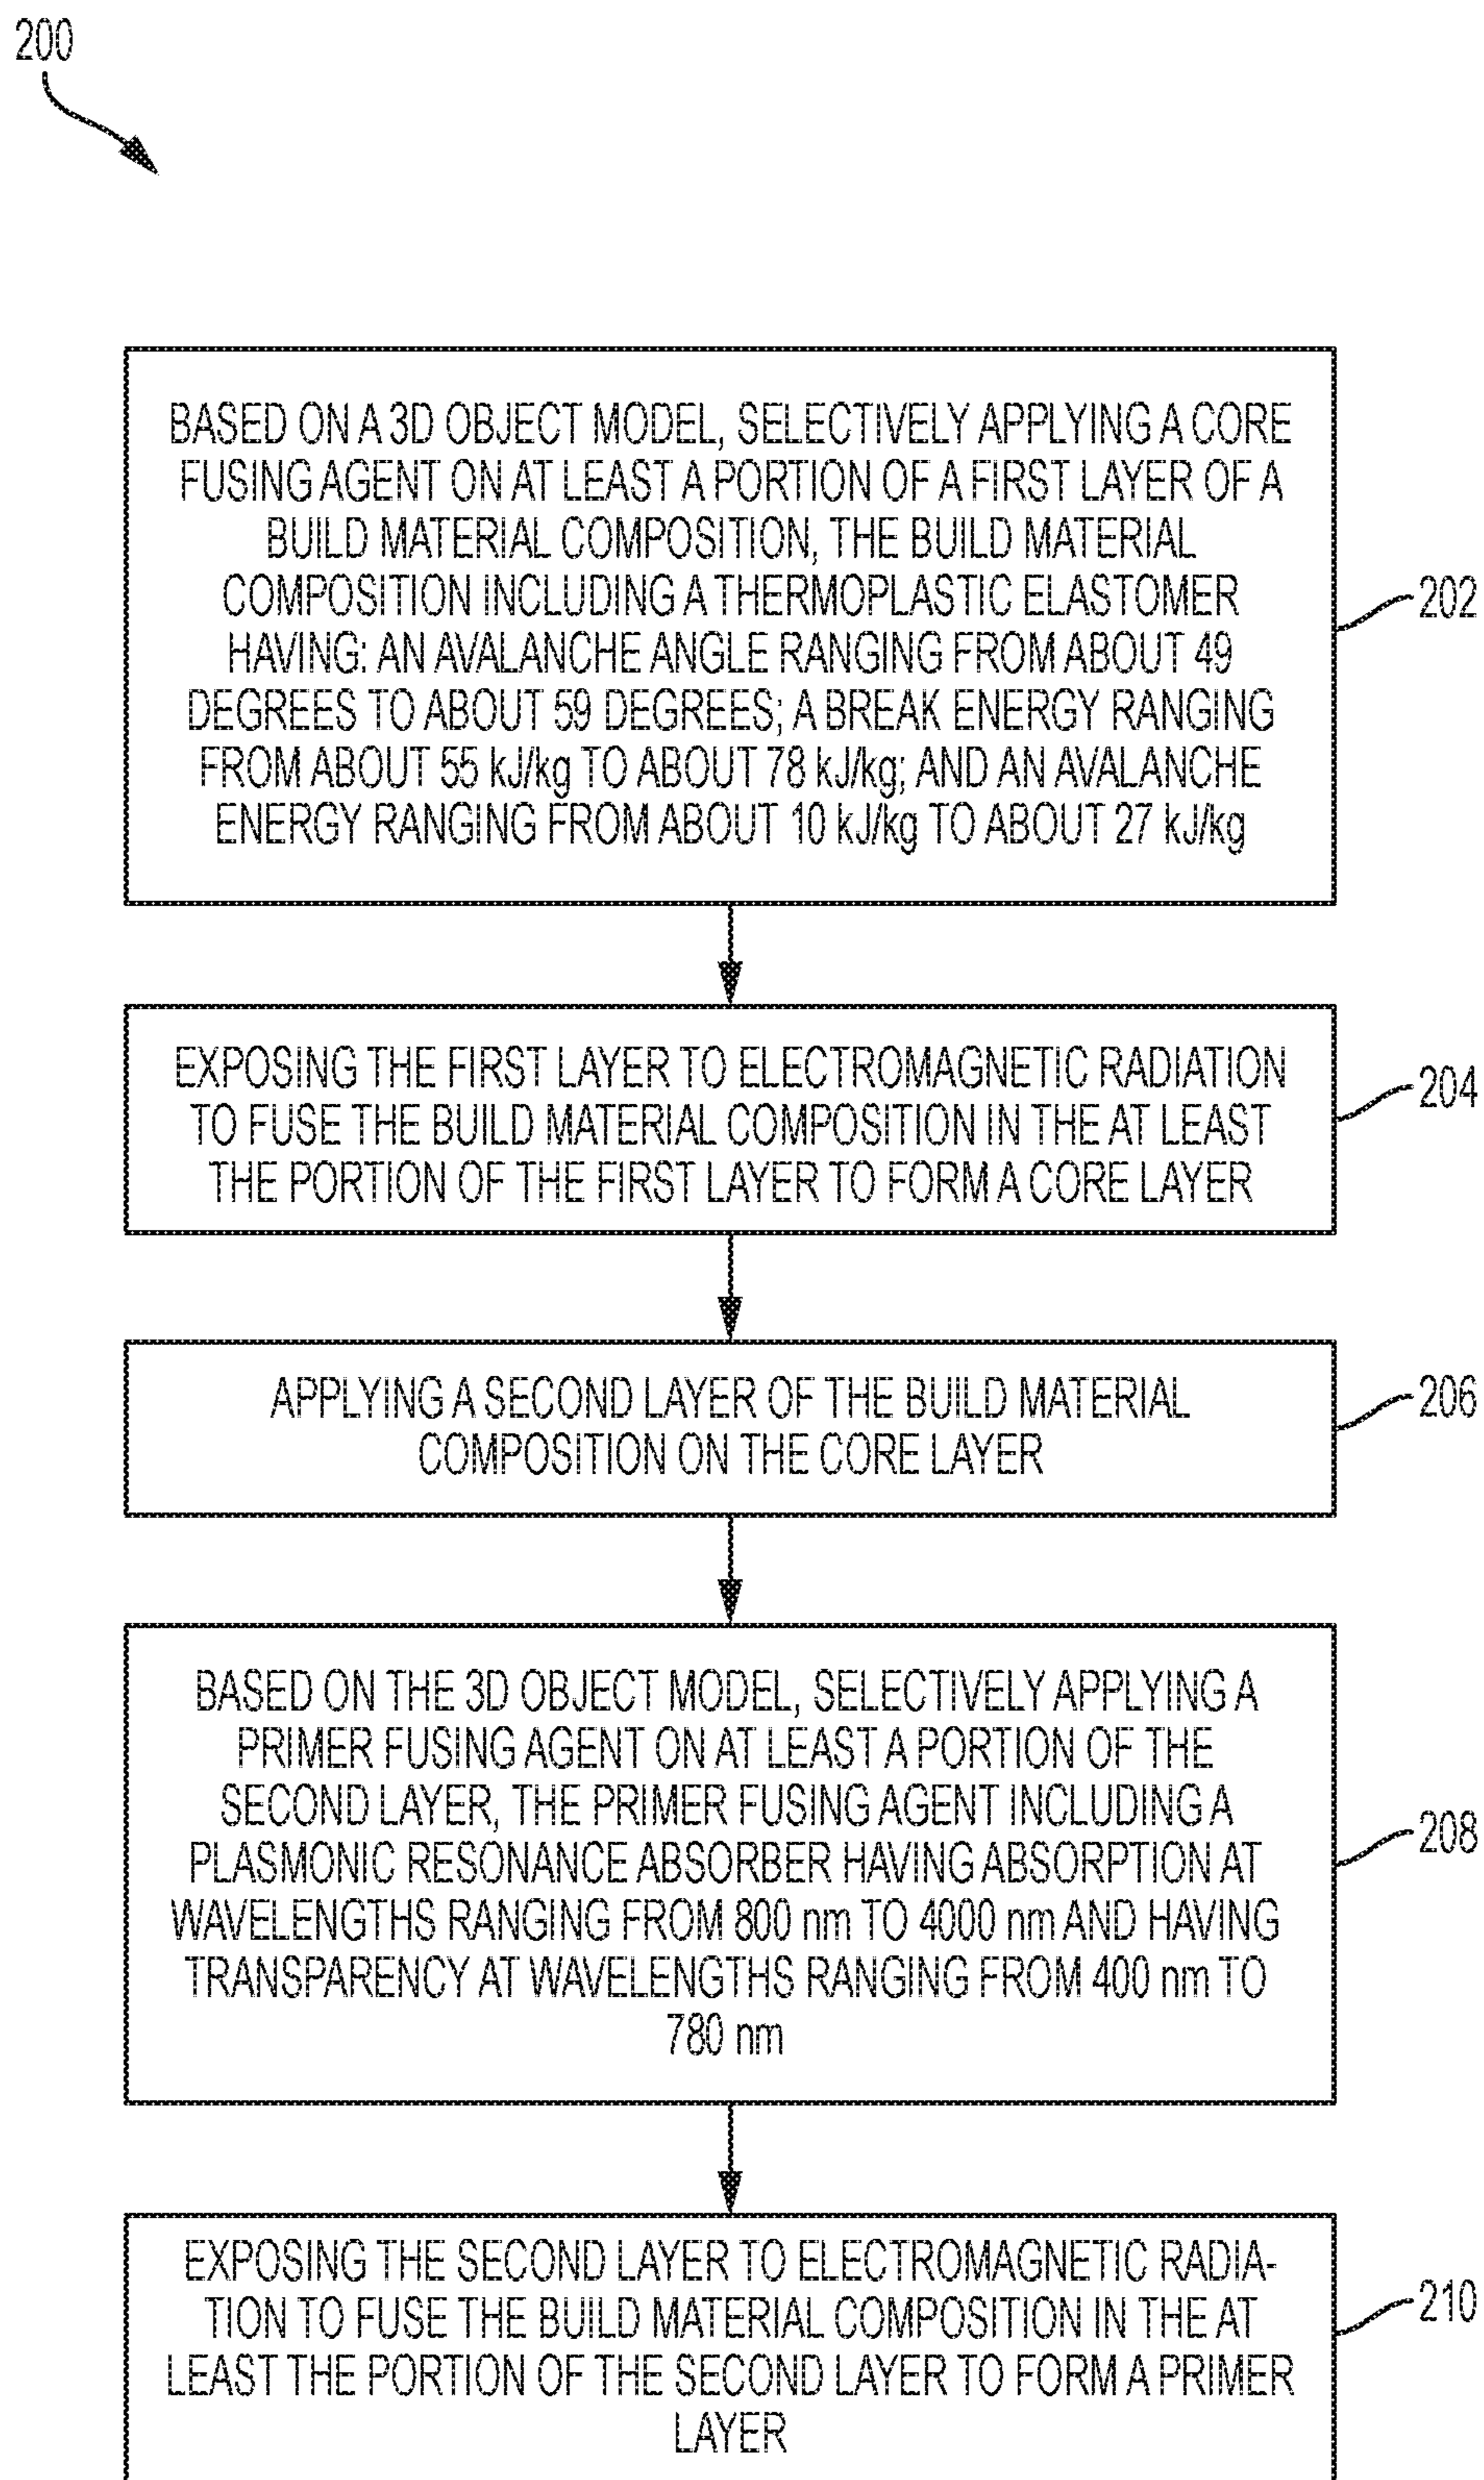 200
BASED ON A 3D OBJECT MODEL, SELECTIVELY APPLYING A CORE
FUSING AGENT ON AT LEAST A PORTION OF A FIRST LAYER OF A
BUILD MATERIAL COMPOSITION, THE BUILD MATERIAL
COMPOSITION INCLUDING A THERMOPLASTIC ELASTOMER
HAVING: AN AVALANCHE ANGLE RANGING FROM ABOUT 49
DEGREES TO ABOUT 59 DEGREES; A BREAK ENERGY RANGING
FROM ABOUT 55 kJ/kg TO ABOUT 78 kJ/kg; AND AN AVALANCHE
ENERGY RANGING FROM ABOUT 10 kJ/kg TO ABOUT 27 kJ/kg
202
EXPOSING THE FIRST LAYER TO ELECTROMAGNETIC RADIATION
TO FUSE THE BUILD MATERIAL COMPOSITION IN THE AT LEAST
THE PORTION OF THE FIRST LAYER TO FORM A CORE LAYER
204
APPLYING A SECOND LAYER OF THE BUILD MATERIAL
COMPOSITION ON THE CORE LAYER
206
BASED ON THE 3D OBJECT MODEL, SELECTIVELY APPLYING A
PRIMER FUSING AGENT ON AT LEAST A PORTION OF THE
SECOND LAYER, THE PRIMER FUSING AGENT INCLUDING A
PLASMONIC RESONANCE ABSORBER HAVING ABSORPTION AT
WAVELENGTHS RANGING FROM 800 nm TO 4000 nm AND HAVING
TRANSPARENCY AT WAVELENGTHS RANGING FROM 400 nm TO
780 nm
208
EXPOSING THE SECOND LAYER TO ELECTROMAGNETIC RADIA-
TION TO FUSE THE BUILD MATERIAL COMPOSITION IN THE AT
LEAST THE PORTION OF THE SECOND LAYER TO FORM A PRIMER
LAYER
210